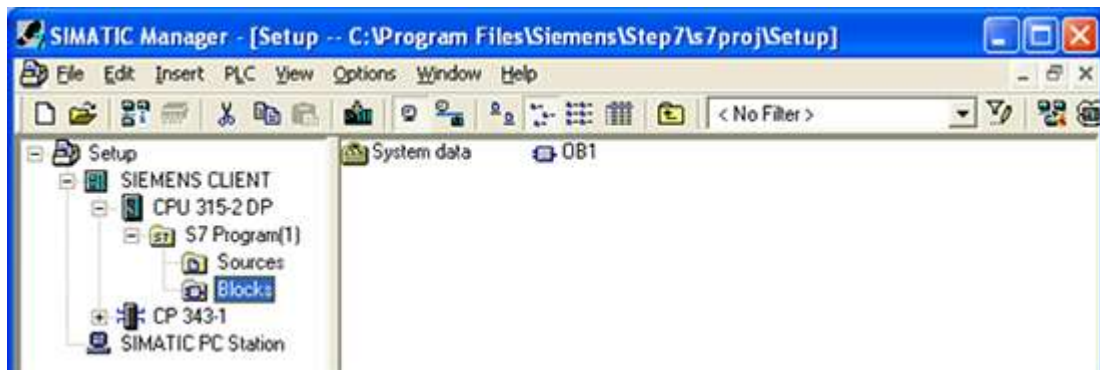 SIMATIC Manager - [Setup -- C:\Program Files\Siemens\Step7\s7proj\Setup]
File Edit Insert PLC View Options Window Help
< No Filter >
Setup
SIEMENS CLIENT
CPU 315-2 DP
S7 Program(1)
Sources
Blocks
CP 343-1
SIMATIC PC Station
System data OB1